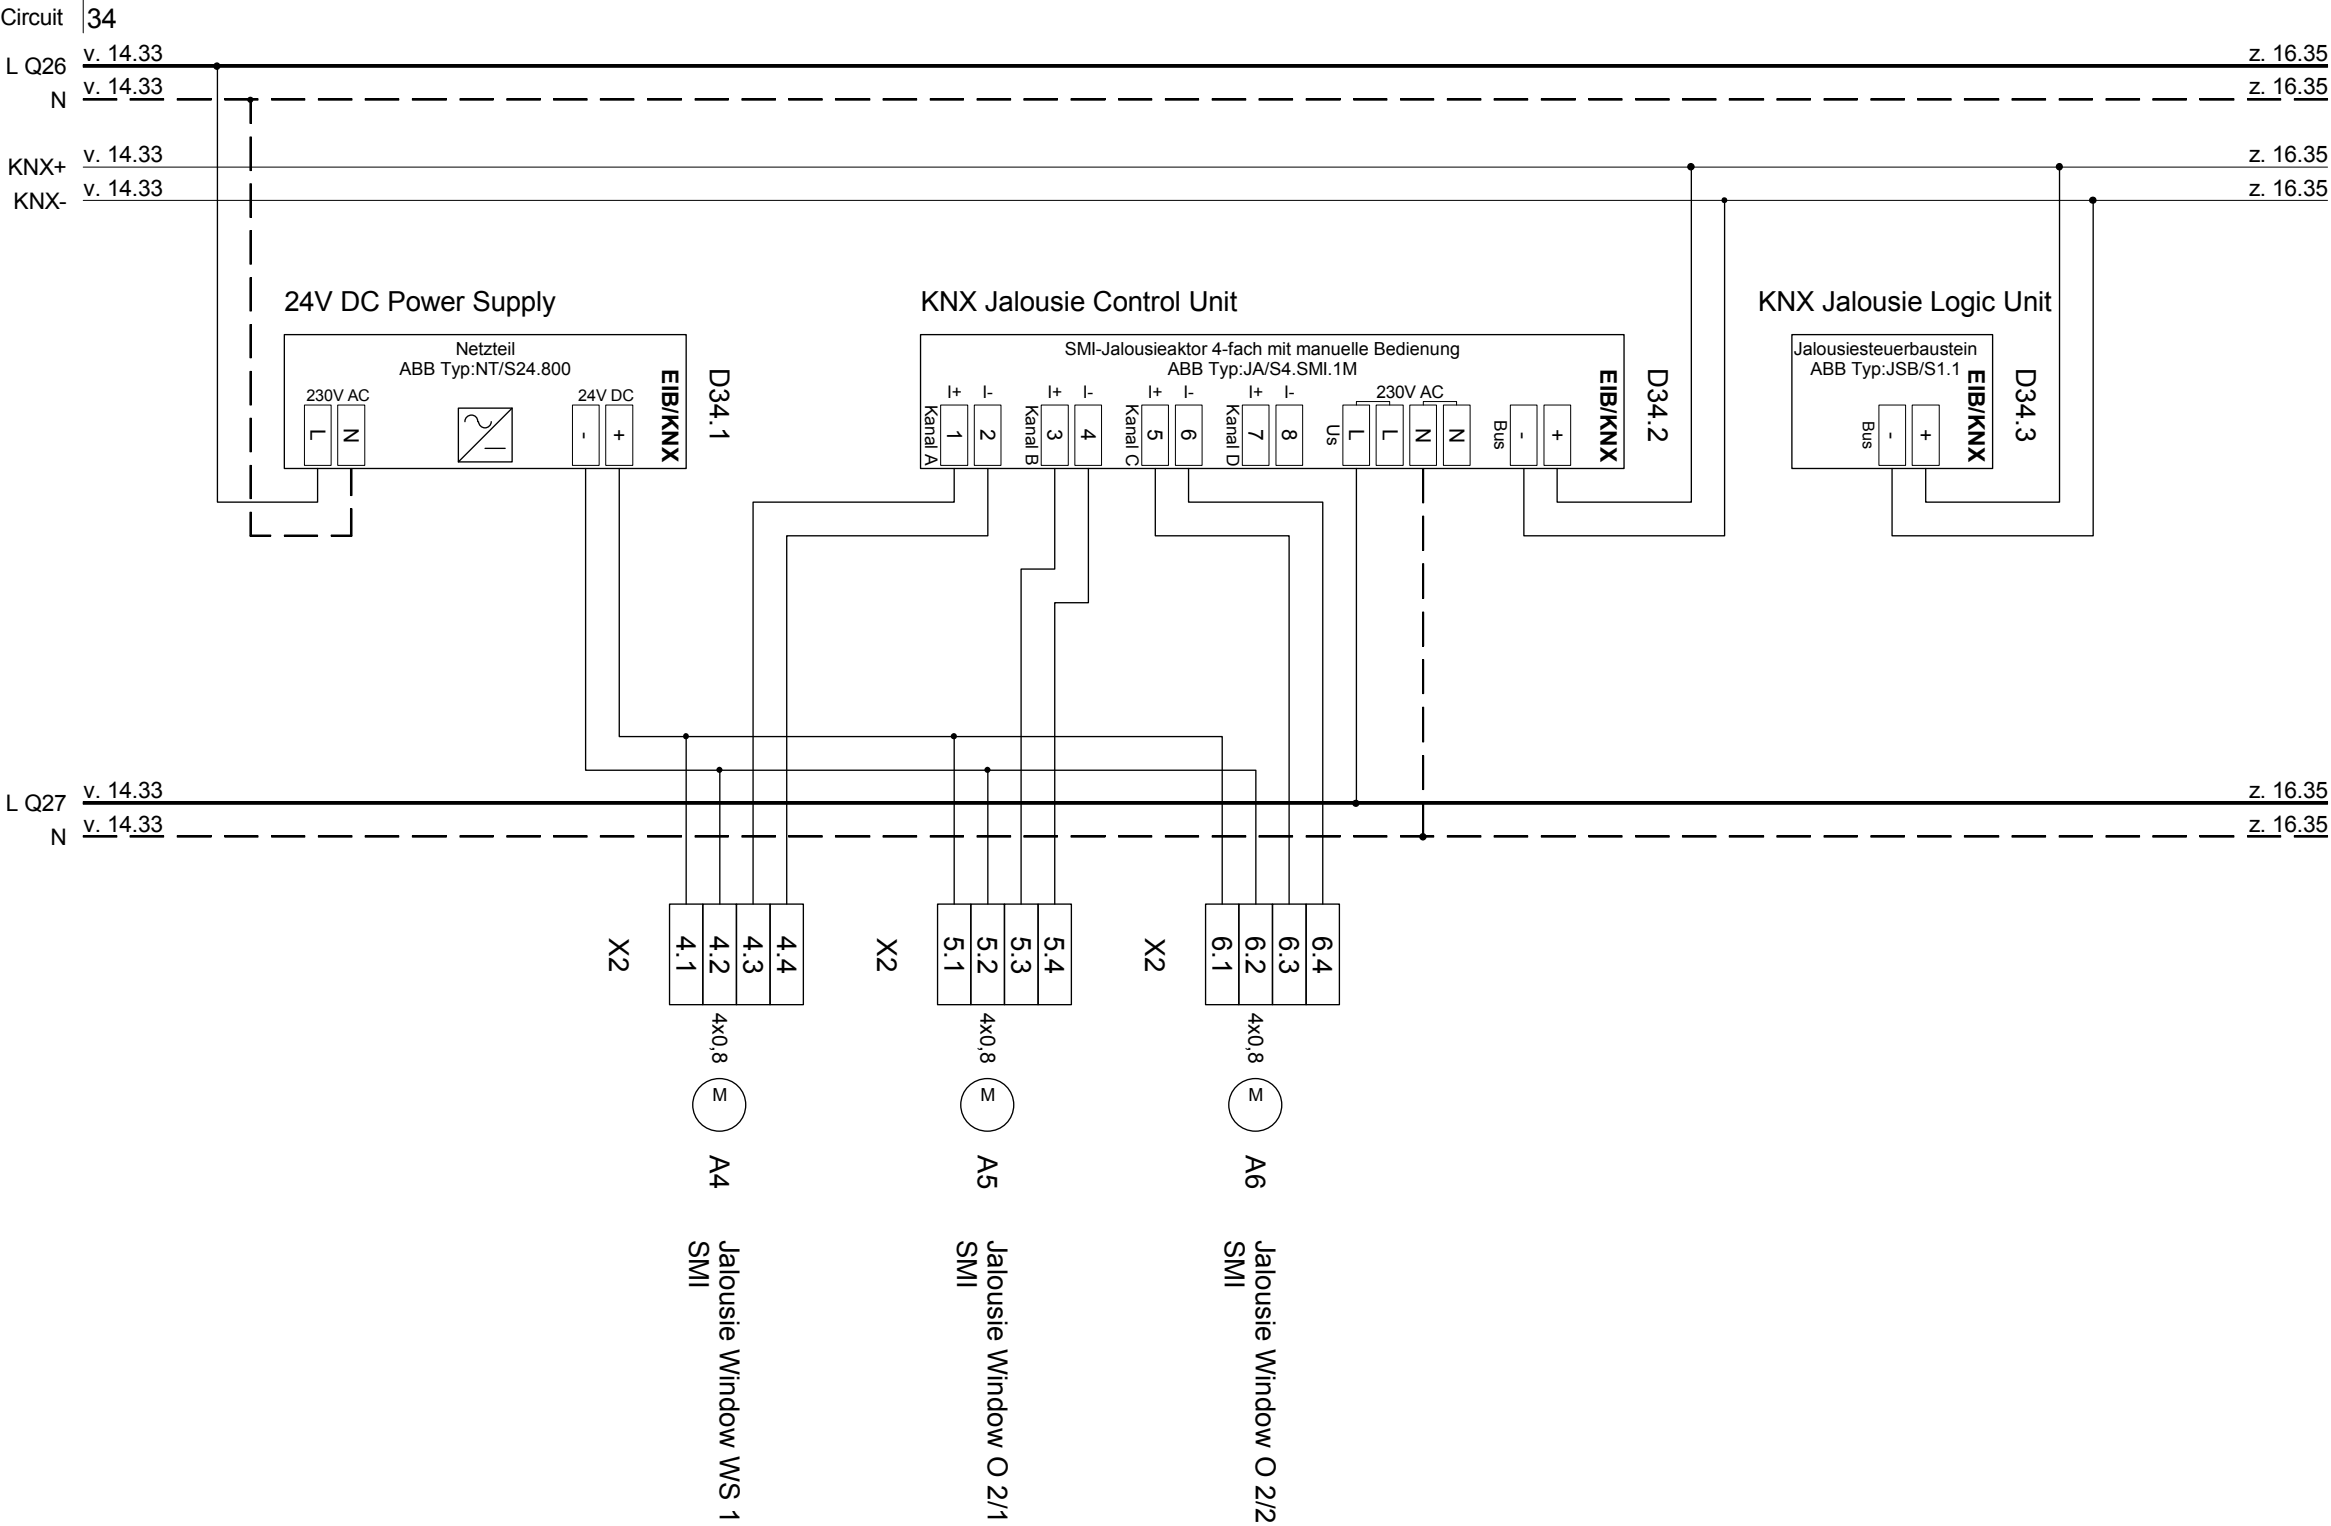 Circuit 34
L Q26 v. 14.33 z. 16.35
N v. 14.33 z. 16.35
KNX+ v. 14.33 z. 16.35
KNX- v. 14.33 z. 16.35
24V DC Power Supply
Netzteil
ABB Typ:NT/S24.800
230V AC
24V DC
L N - +
EIB/KNX
D34.1
KNX Jalousie Control Unit
SMI-Jalousieaktor 4-fach mit manuelle Bedienung
ABB Typ:JA/S4.SMI.1M
I+ I- I+ I- I+ I- I+ I- 230V AC
Kanal A 1 2 Kanal B 3 4 Kanal C 5 6 Kanal D 7 8 Us L L N N Bus - +
EIB/KNX
D34.2
KNX Jalousie Logic Unit
Jalousiesteuerbaustein
ABB Typ:JSB/S1.1
Bus - +
EIB/KNX
D34.3
L Q27 v. 14.33 z. 16.35
N v. 14.33 z. 16.35
X2 4.1 4.2 4.3 4.4
4x0,8
M
A4
Jalousie Window WS 1
SMI
X2 5.1 5.2 5.3 5.4
4x0,8
M
A5
Jalousie Window O 2/1
SMI
X2 6.1 6.2 6.3 6.4
4x0,8
M
A6
Jalousie Window O 2/2
SMI